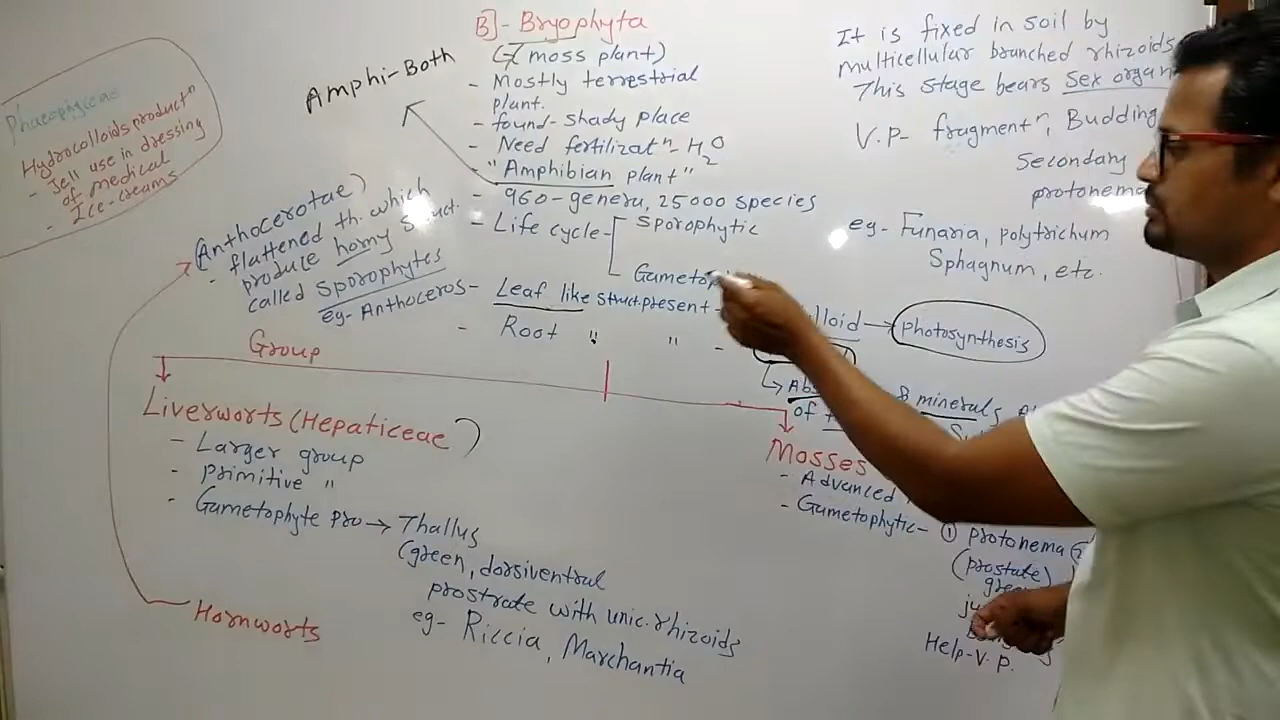 B]- Bryophyta
(moss plant)
- Mostly terrestrial
plant.
- found- shady place
- Need fertilizatⁿ- H₂O
"Amphibian plant"
- 960- genera, 25000 species
- Life cycle- Sporophytic
- Leaf like struct. present -
- Root " " -
lloid → photosynthesis
of
& minerals
Amphi-Both
Phaeophyceae
Hydrocolloids productⁿ
- Jell use in dressing
of medical
- Ice-creams
(Anthocerotae)
- flattened th. which
produce horny struct.
called Sporophytes
eg- Anthoceros
Group
Liverworts (Hepaticeae)
- Larger group
- primitive "
- Gametophyte pro → Thallus
(green, dorsiventral
prostrate with unic. rhizoids
eg- Riccia, Marchantia
Hornworts
Mosses
- Advanced
- Gametophytic- ① protonema ②
(prostate)
Help- V. P.
It is fixed in soil by
multicellular branched rhizoids
This stage bears sex organ
V.P- fragmentⁿ, Budding
Secondary
protonema
eg- Funaria, polytrichum
Sphagnum, etc.